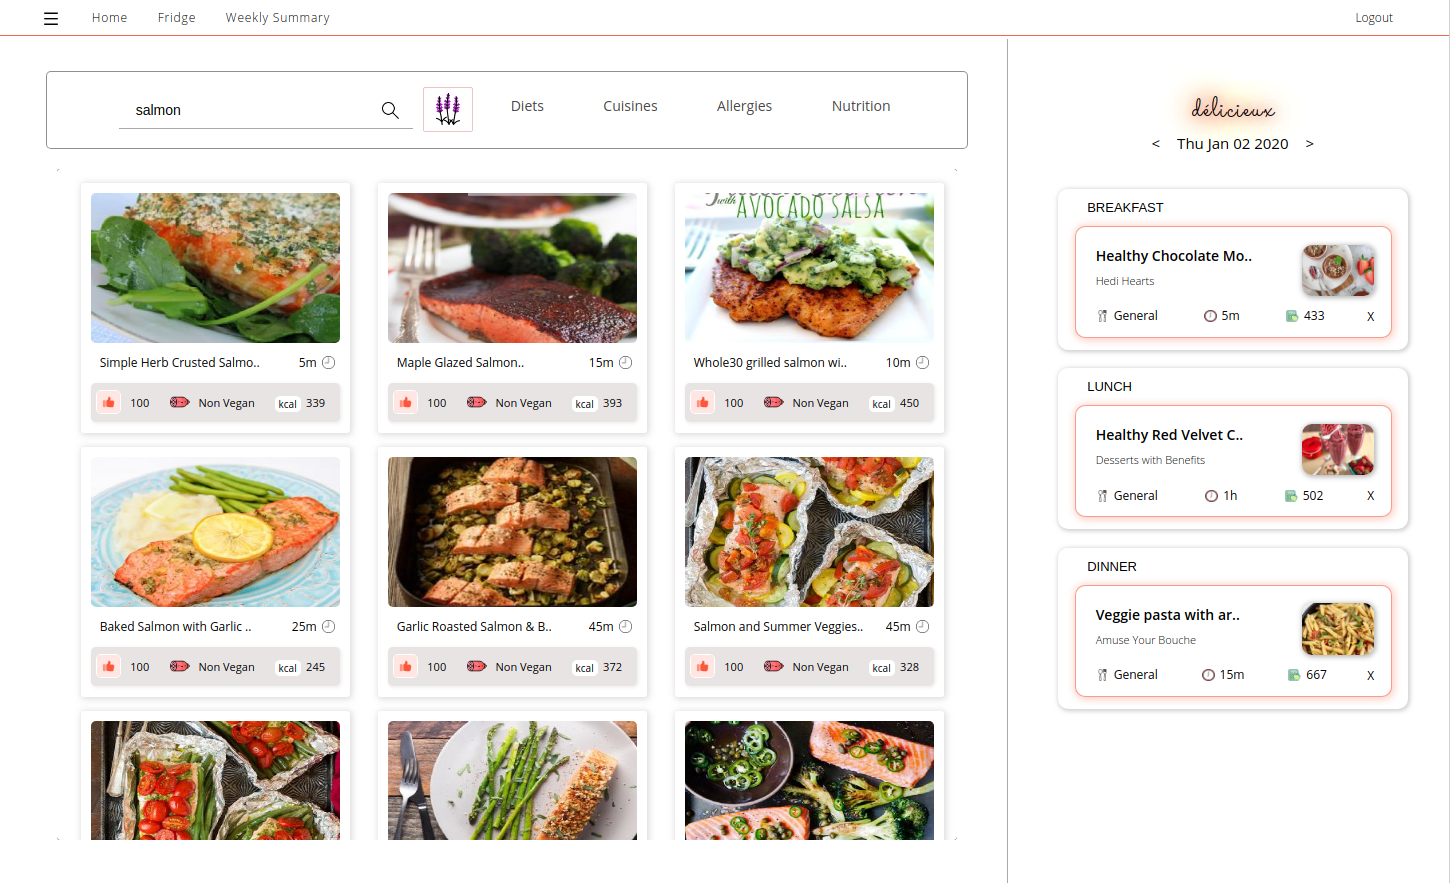 Home Fridge Weekly Summary Logout
salmon
Diets Cuisines Allergies Nutrition
with
AVOCADO SALSA
Simple Herb Crusted Salmo.. 5m
100 Non Vegan kcal 339
Maple Glazed Salmon.. 15m
100 Non Vegan kcal 393
Whole30 grilled salmon wi.. 10m
100 Non Vegan kcal 450
Baked Salmon with Garlic .. 25m
100 Non Vegan kcal 245
Garlic Roasted Salmon & B.. 45m
100 Non Vegan kcal 372
Salmon and Summer Veggies.. 45m
100 Non Vegan kcal 328
délicieux
< Thu Jan 02 2020 >
BREAKFAST
Healthy Chocolate Mo..
Hedi Hearts
General 5m 433 X
LUNCH
Healthy Red Velvet C..
Desserts with Benefits
General 1h 502 X
DINNER
Veggie pasta with ar..
Amuse Your Bouche
General 15m 667 X